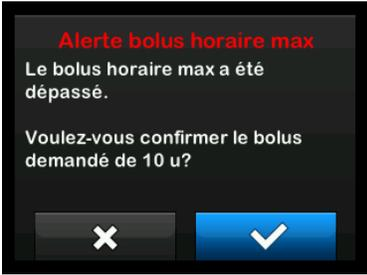 Alerte bolus horaire max
Le bolus horaire max a été
dépassé.
Voulez-vous confirmer le bolus
demandé de 10 u?